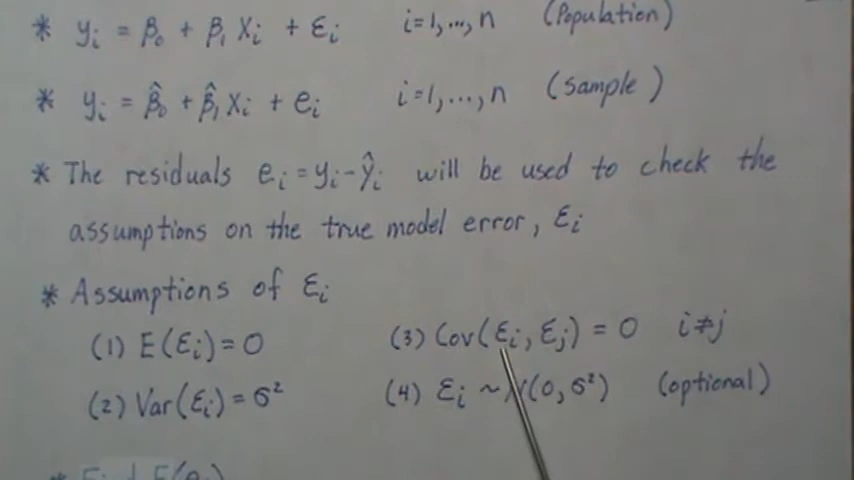 * yᵢ = β₀ + β₁ Xᵢ + εᵢ i=1,...,n (Population)
* yᵢ = β̂₀ + β̂₁ Xᵢ + eᵢ i=1,...,n (Sample)
* The residuals eᵢ = yᵢ - ŷᵢ will be used to check the
assumptions on the true model error, εᵢ
* Assumptions of εᵢ
(1) E(εᵢ) = 0 (3) Cov(εᵢ, εⱼ) = 0 i≠j
(2) Var(εᵢ) = σ² (4) εᵢ ~ N(0, σ²) (optional)